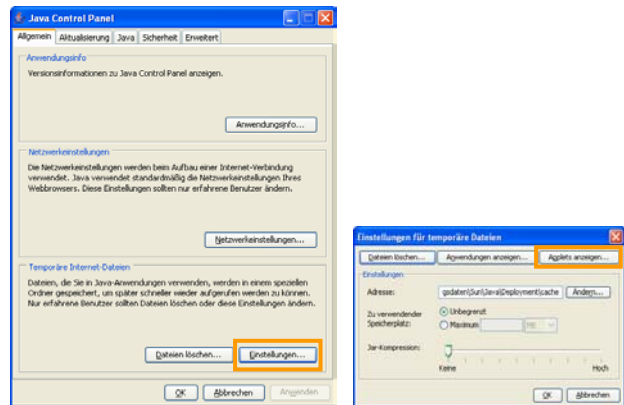 Java Control Panel
Allgemein Aktualisierung Java Sicherheit Erweitert
Anwendungsinfo
Versionsinformationen zu Java Control Panel anzeigen.
Anwendungsinfo...
Netzwerkeinstellungen
Die Netzwerkeinstellungen werden beim Aufbau einer Internet-Verbindung
verwendet. Java verwendet standardmäßig die Netzwerkeinstellungen Ihres
Webbrowsers. Diese Einstellungen sollten nur erfahrene Benutzer ändern.
Netzwerkeinstellungen...
Temporäre Internet-Dateien
Dateien, die Sie in Java-Anwendungen verwenden, werden in einem speziellen
Ordner gespeichert, um später schneller wieder aufgerufen werden zu können.
Nur erfahrene Benutzer sollten Dateien löschen oder diese Einstellungen ändern.
Dateien löschen... Einstellungen...
OK Abbrechen Anwenden
Einstellungen für temporäre Dateien
Dateien löschen... Anwendungen anzeigen... Applets anzeigen...
Einstellungen
Adresse: gsdaten\Sun\Java\Deployment\cache Ändern...
Zu verwendender
Speicherplatz:
Unbegrenzt
Maximum MB
Jar-Kompression:
Keine Hoch
OK Abbrechen